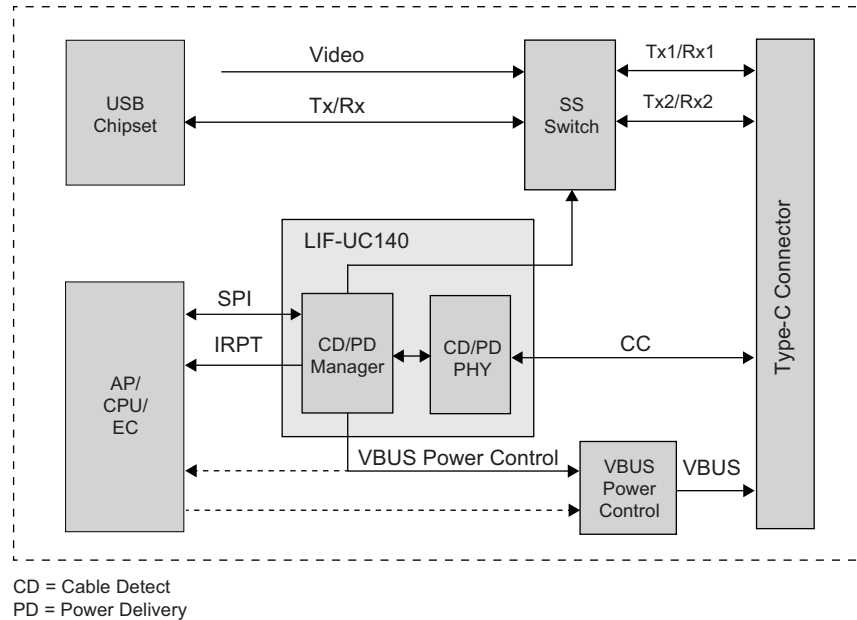 Video
Tx/Rx
USB
Chipset
SS
Switch
Tx1/Rx1
Tx2/Rx2
Type-C Connector
LIF-UC140
SPI
IRPT
AP/
CPU/
EC
CD/PD
Manager
CD/PD
PHY
CC
VBUS Power Control
VBUS
Power
Control
VBUS
CD = Cable Detect
PD = Power Delivery